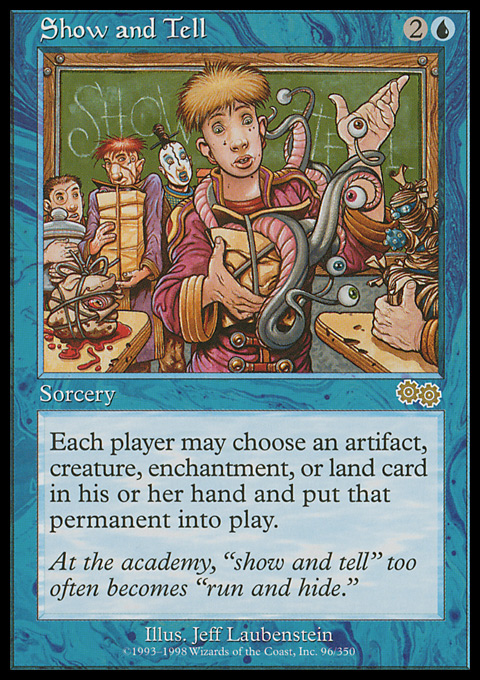 Show and Tell 2
SHOW
TELL
Sorcery
Each player may choose an artifact,
creature, enchantment, or land card
in his or her hand and put that
permanent into play.
At the academy, “show and tell” too
often becomes “run and hide.”
Illus. Jeff Laubenstein
©1993–1998 Wizards of the Coast, Inc. 96/350